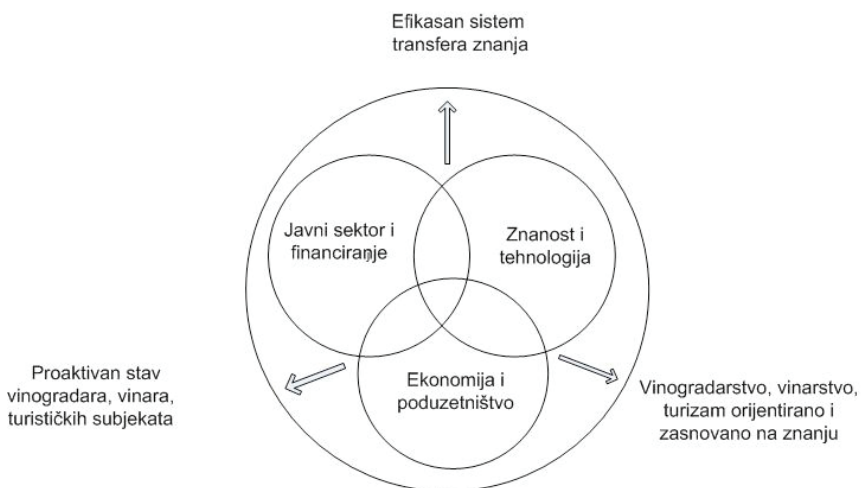 Efikasan sistem
transfera znanja
Javni sektor i
financiranje
Znanost i
tehnologija
Ekonomija i
poduzetništvo
Proaktivan stav
vinogradara, vinara,
turističkih subjekata
Vinogradarstvo, vinarstvo,
turizam orijentirano i
zasnovano na znanju